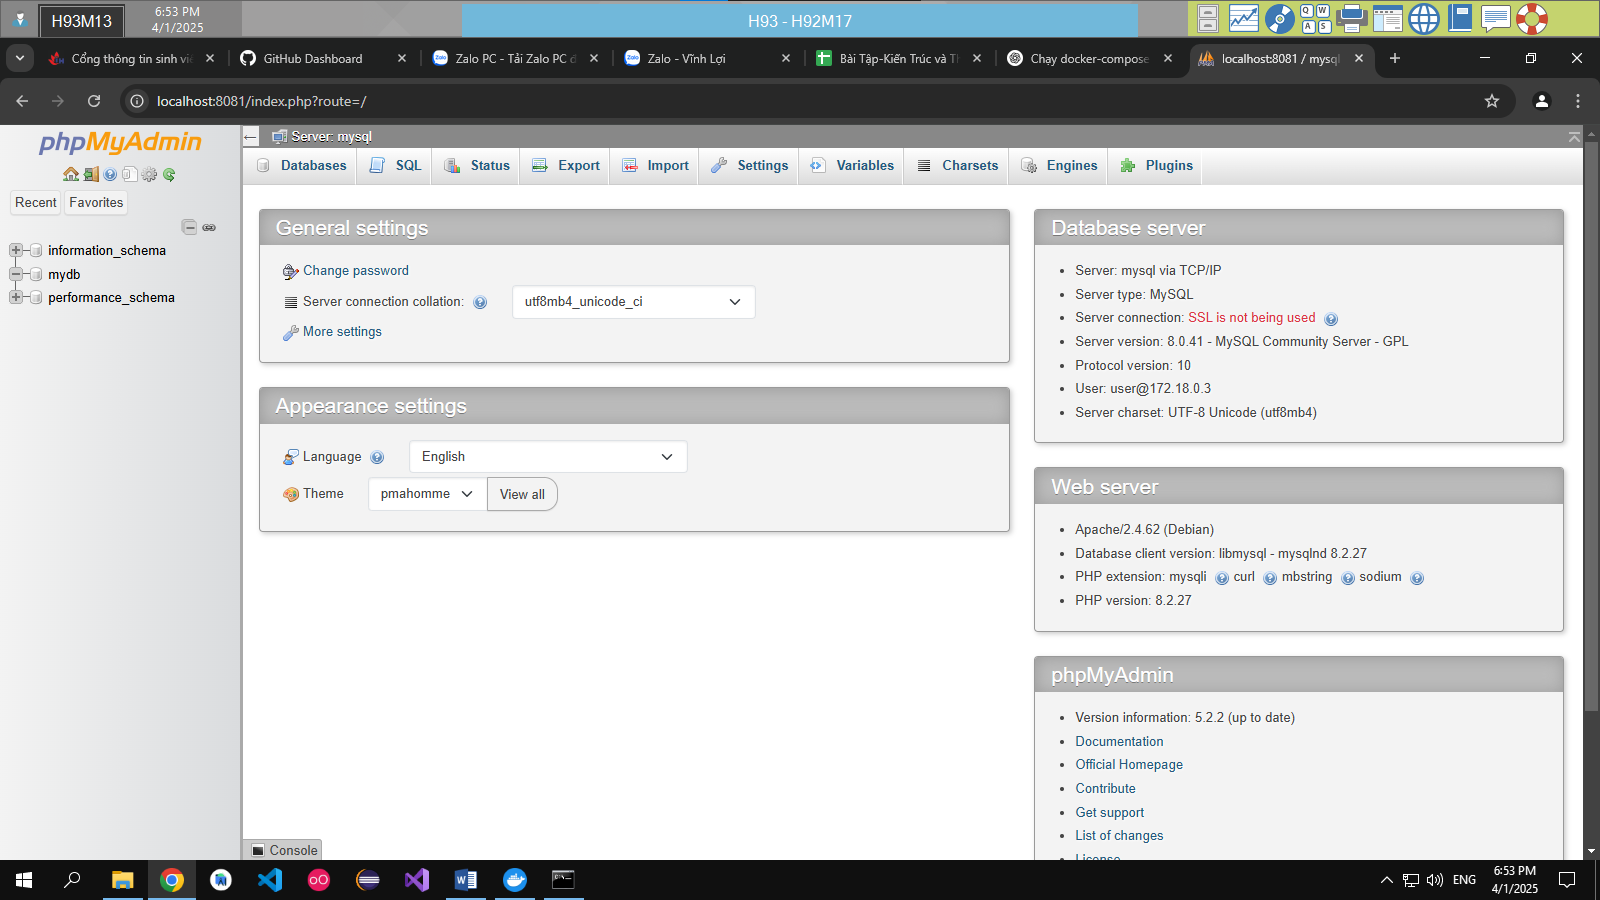 H93M13
6:53 PM
4/1/2025
H93 - H92M17
Cổng thông tin sinh viê
GitHub Dashboard
Zalo PC - Tải Zalo PC đ
Zalo - Vĩnh Lợi
Bài Tập-Kiến Trúc và Th
Chạy docker-compose
localhost:8081 / mysql
localhost:8081/index.php?route=/
phpMyAdmin
Recent
Favorites
information_schema
mydb
performance_schema
Server: mysql
Databases
SQL
Status
Export
Import
Settings
Variables
Charsets
Engines
Plugins
General settings
Change password
Server connection collation:
utf8mb4_unicode_ci
More settings
Appearance settings
Language
English
Theme
pmahomme
View all
Database server
Server: mysql via TCP/IP
Server type: MySQL
Server connection: SSL is not being used
Server version: 8.0.41 - MySQL Community Server - GPL
Protocol version: 10
User: user@172.18.0.3
Server charset: UTF-8 Unicode (utf8mb4)
Web server
Apache/2.4.62 (Debian)
Database client version: libmysql - mysqlnd 8.2.27
PHP extension: mysqli curl mbstring sodium
PHP version: 8.2.27
phpMyAdmin
Version information: 5.2.2 (up to date)
Documentation
Official Homepage
Contribute
Get support
List of changes
License
Console
ENG
6:53 PM
4/1/2025